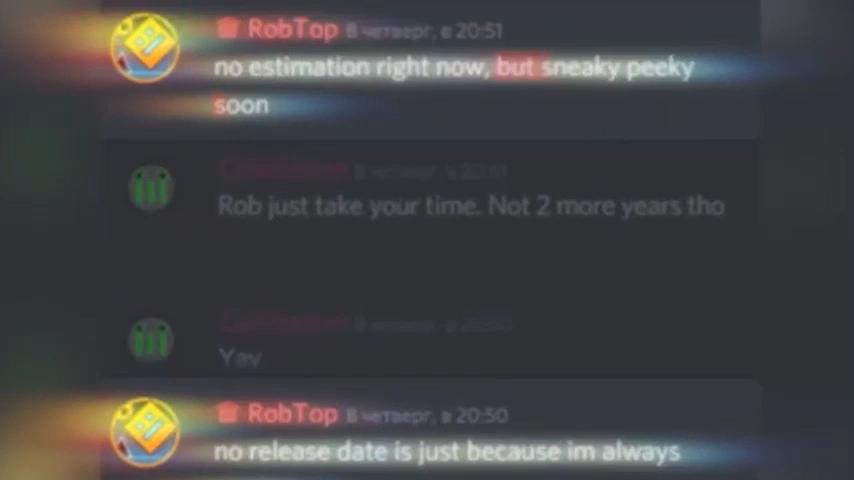 RobTop В четверг, в 20:51
no estimation right now, but sneaky peeky
soon
Rob just take your time. Not 2 more years tho
Yay
RobTop В четверг, в 20:50
no release date is just because im always